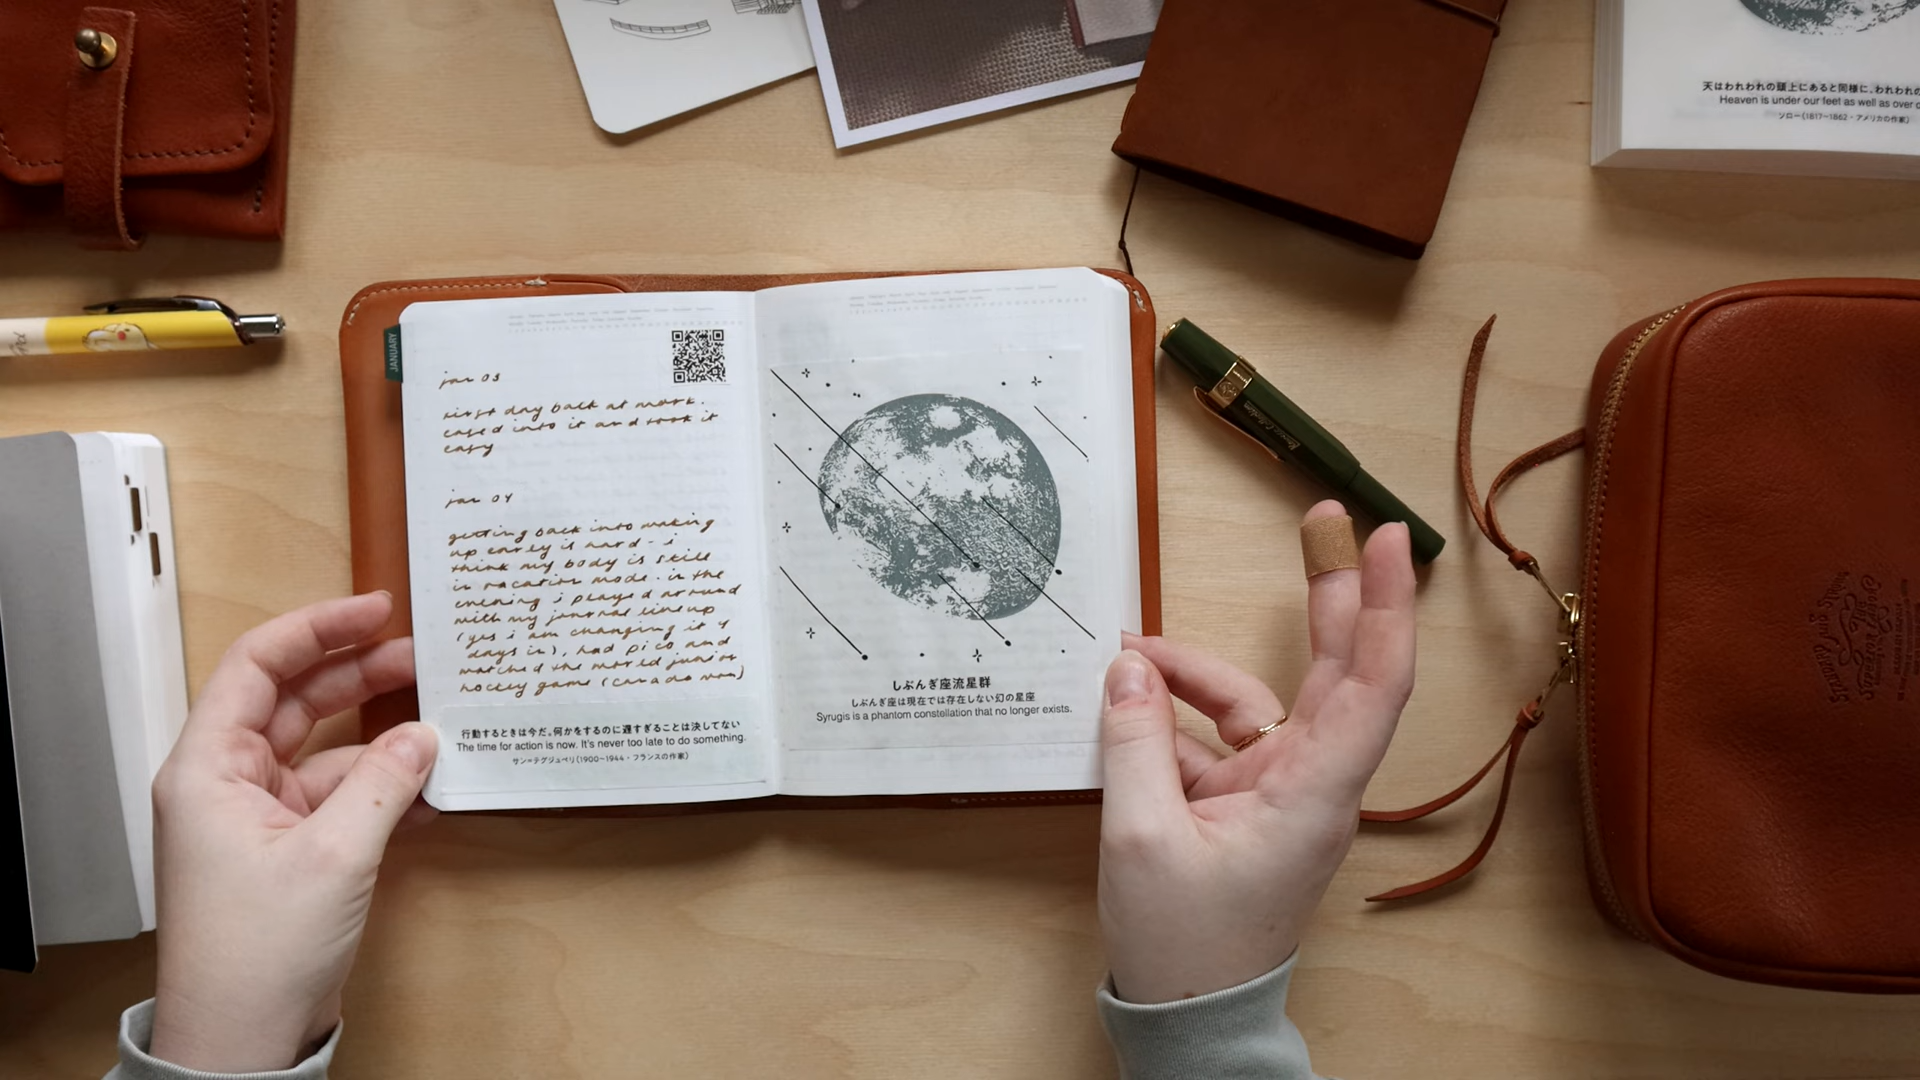 天はわれわれの頭上にあると同様に、われわれの
Heaven is under our feet as well as over
ソロー(1817~1862・アメリカの作家)
JANUARY
jan 03
first day back at work.
eased into it and took it
easy
jan 04
getting back into waking
up early is hard - i
think my body is still
in vacation mode. in the
evening i played around
with my journal lineup
(yes i am changing it 4
days in), had pico and
watched the world junior
hockey game (canada won)
行動するときは今だ。何かをするのに遅すぎることは決してない
The time for action is now. It's never too late to do something.
サン=テグジュペリ(1900~1944・フランスの作家)
しぶんぎ座流星群
しぶんぎ座は現在では存在しない幻の星座
Syrugis is a phantom constellation that no longer exists.